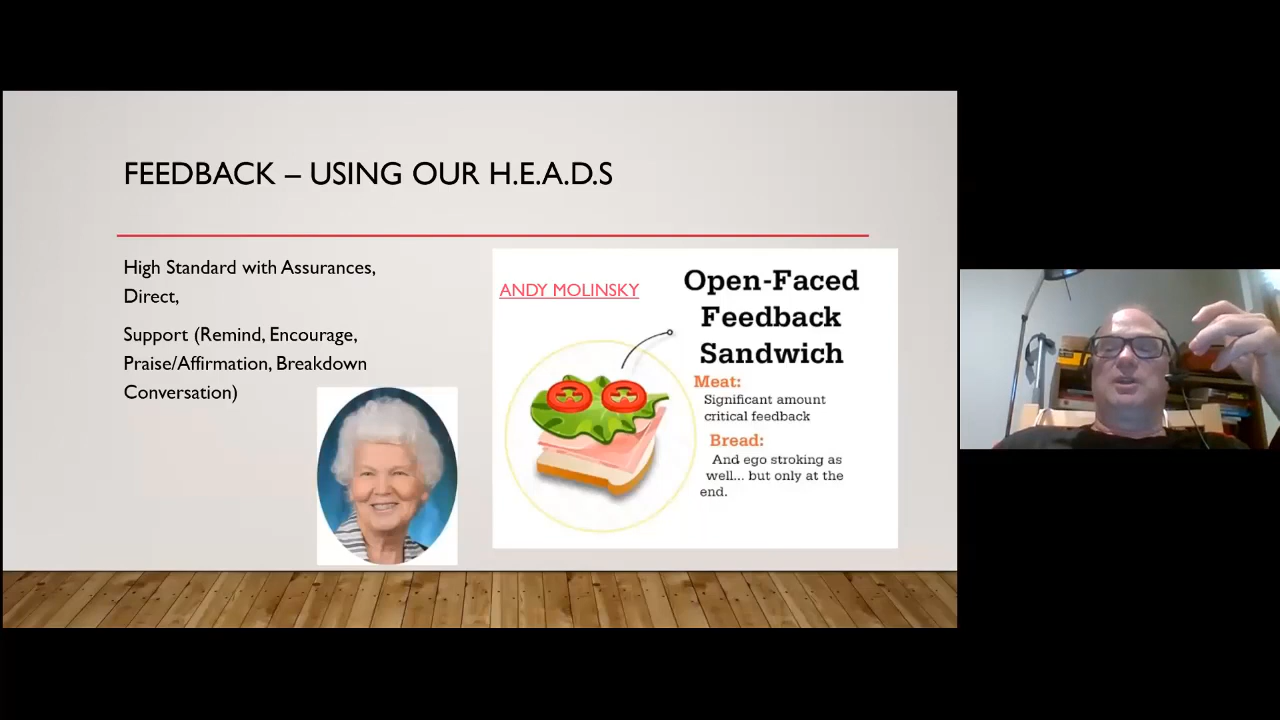 FEEDBACK – USING OUR H.E.A.D.S
High Standard with Assurances,
Direct,
Support (Remind, Encourage,
Praise/Affirmation, Breakdown
Conversation)
ANDY MOLINSKY
Open-Faced
Feedback
Sandwich
Meat:
Significant amount
critical feedback
Bread:
And ego stroking as
well... but only at the
end.